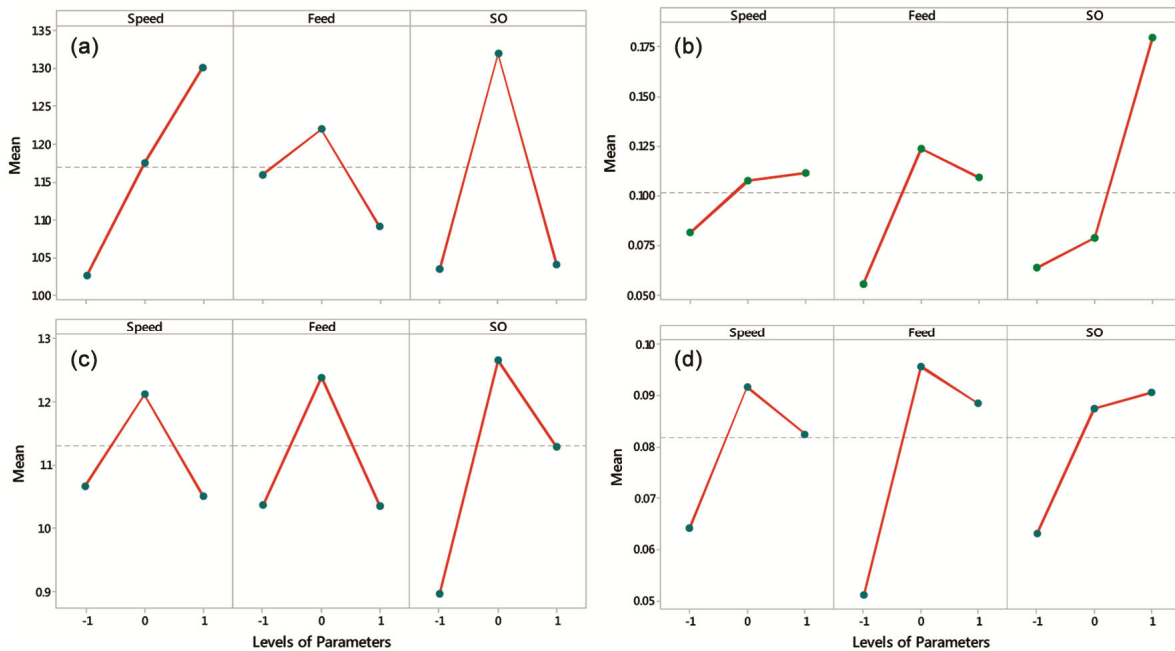 (a)
Speed Feed SO
Mean
135
130
125
120
115
110
105
100
(b)
Speed Feed SO
Mean
0.175
0.150
0.125
0.100
0.075
0.050
(c)
Speed Feed SO
Mean
13
12
11
10
0.9
-1 0 1 -1 0 1 -1 0 1
Levels of Parameters
(d)
Speed Feed SO
Mean
0.10
0.09
0.08
0.07
0.06
0.05
-1 0 1 -1 0 1 -1 0 1
Levels of Parameters